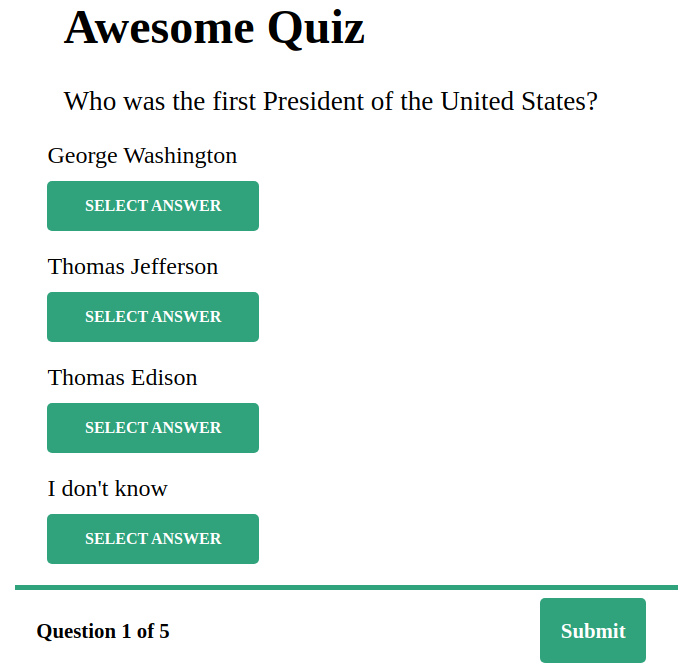 Awesome Quiz
Who was the first President of the United States?
George Washington
SELECT ANSWER
Thomas Jefferson
SELECT ANSWER
Thomas Edison
SELECT ANSWER
I don't know
SELECT ANSWER
Question 1 of 5
Submit